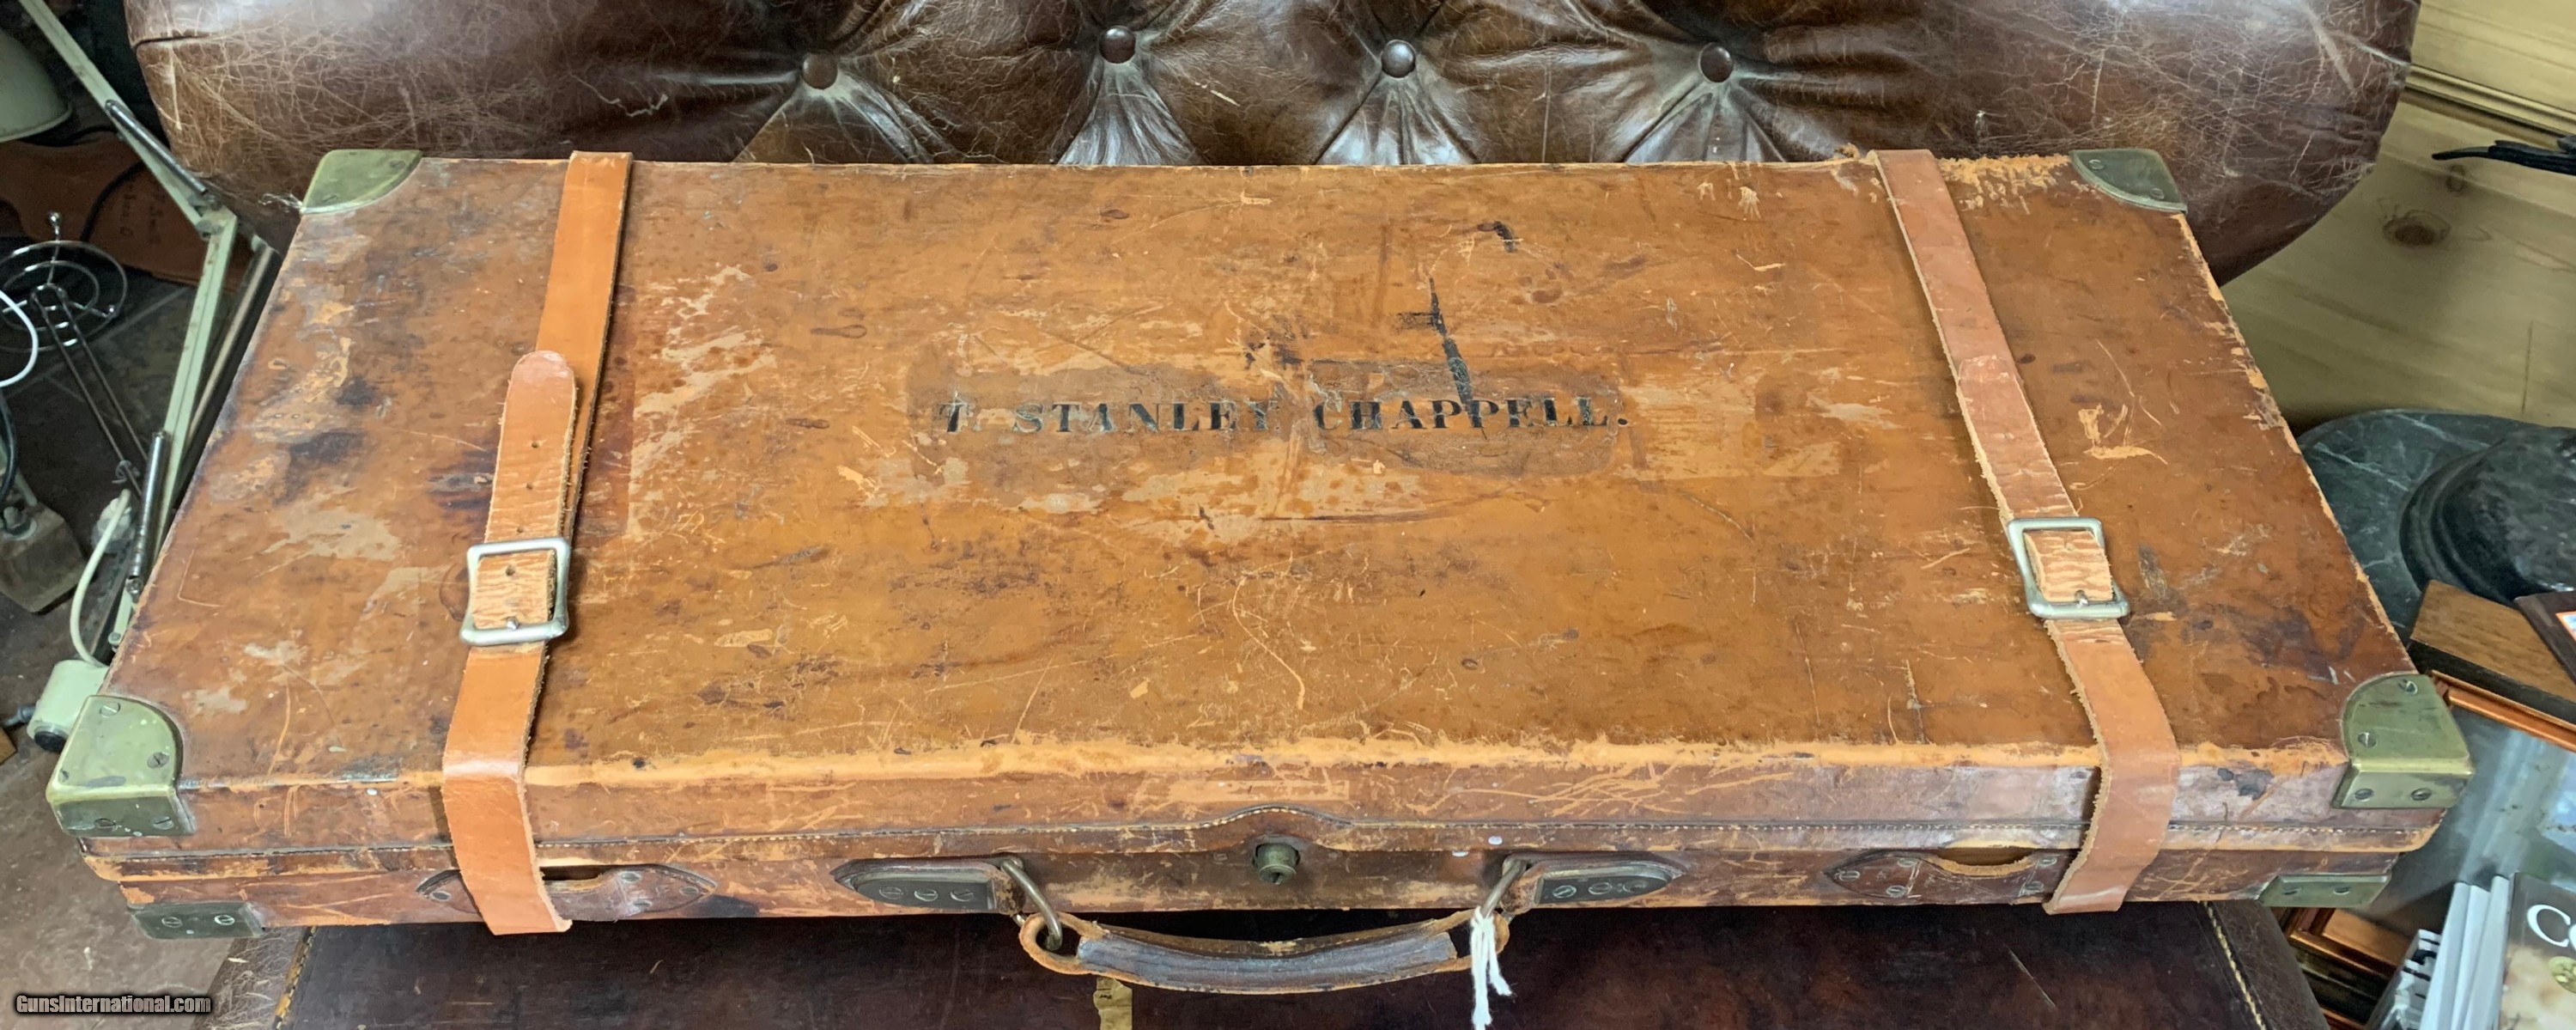 T. STANLEY CHAPPELL.
GunsInternational.com